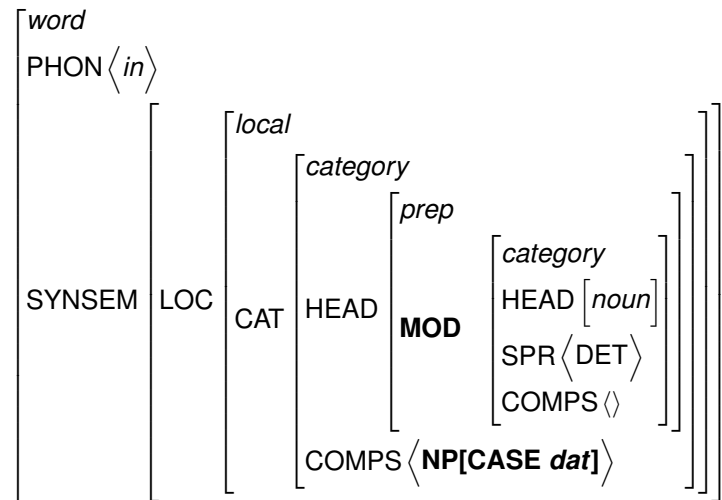 word
PHON ⟨in⟩
local
category
prep
category
SYNSEM LOC CAT HEAD MOD HEAD [noun]
SPR ⟨DET⟩
COMPS ⟨⟩
COMPS ⟨NP[CASE dat]⟩